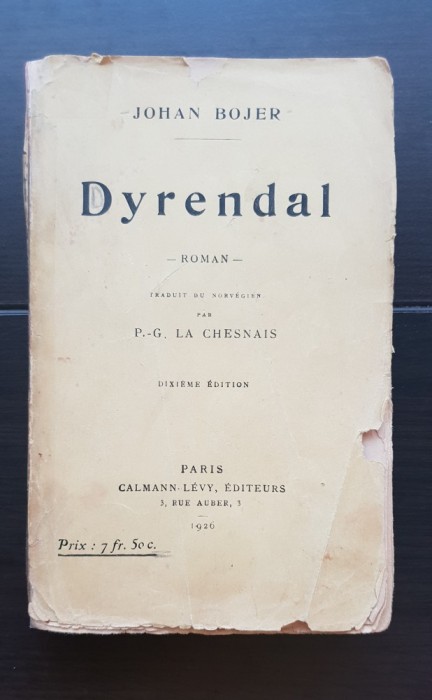 JOHAN BOJER
Dyrendal
— ROMAN —
TRADUIT DU NORVÉGIEN
PAR
P.-G. LA CHESNAIS
DIXIÈME ÉDITION
PARIS
CALMANN-LÉVY, ÉDITEURS
3, RUE AUBER, 3
1926
Prix : 7 fr. 50 c.